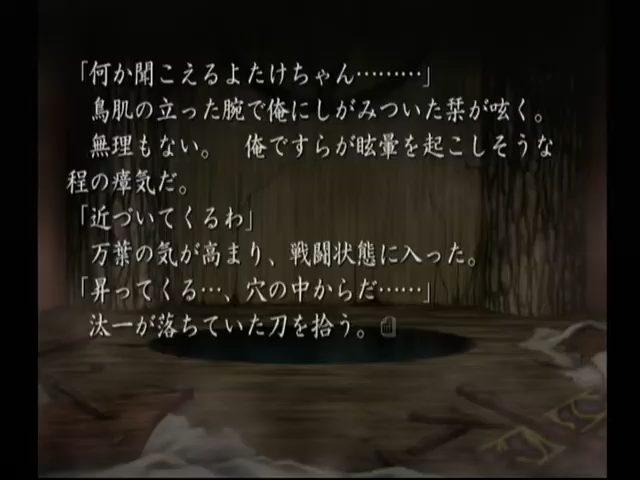 「何か聞こえるよたけちゃん………」
鳥肌の立った腕で俺にしがみついた栞が呟く。
無理もない。　俺ですらが眩暈を起こしそうな
程の瘴気だ。
「近づいてくるわ」
万葉の気が高まり、戦闘状態に入った。
「昇ってくる…、穴の中からだ……」
汰一が落ちていた刀を拾う。